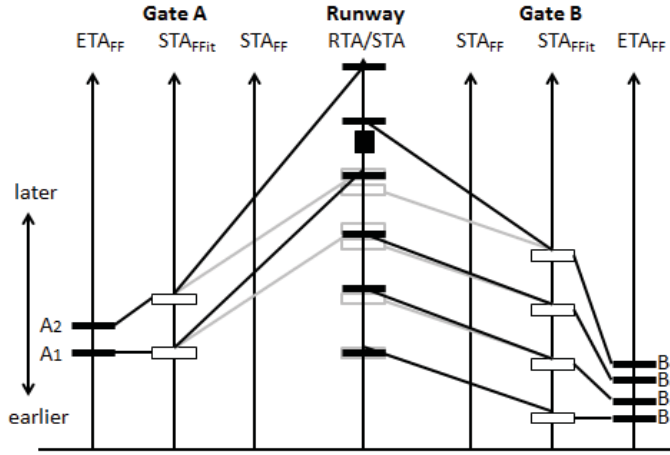 Gate A Runway Gate B
ETAFF STAFFit STAFF RTA/STA STAFF STAFFit ETAFF
later
A2
A1
B
B
B
earlier
B